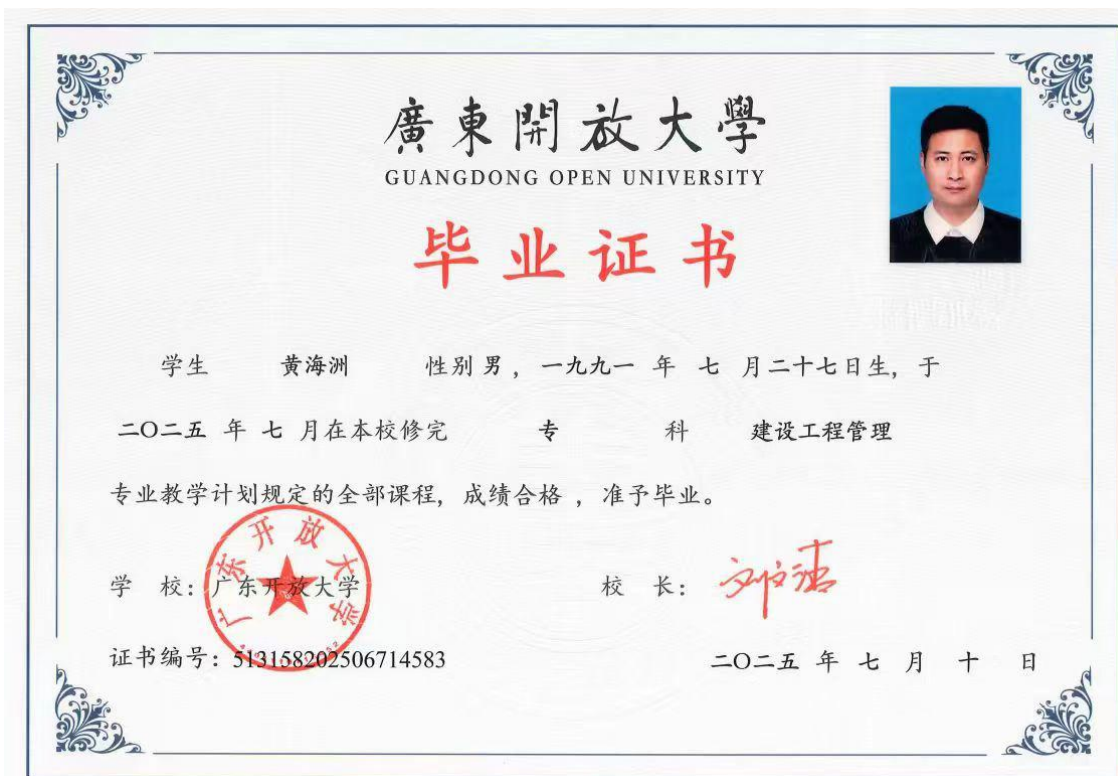 廣東開放大學
GUANGDONG OPEN UNIVERSITY
毕业证书
学生 黄海洲 性别 男，一九九一 年 七 月二十七日生，于
二〇二五 年 七 月在本校修完 专 科 建设工程管理
专业教学计划规定的全部课程，成绩合格，准予毕业。
学 校：广东开放大学 校 长：
广东开放大学
证书编号：513158202506714583 二〇二五 年 七 月 十 日